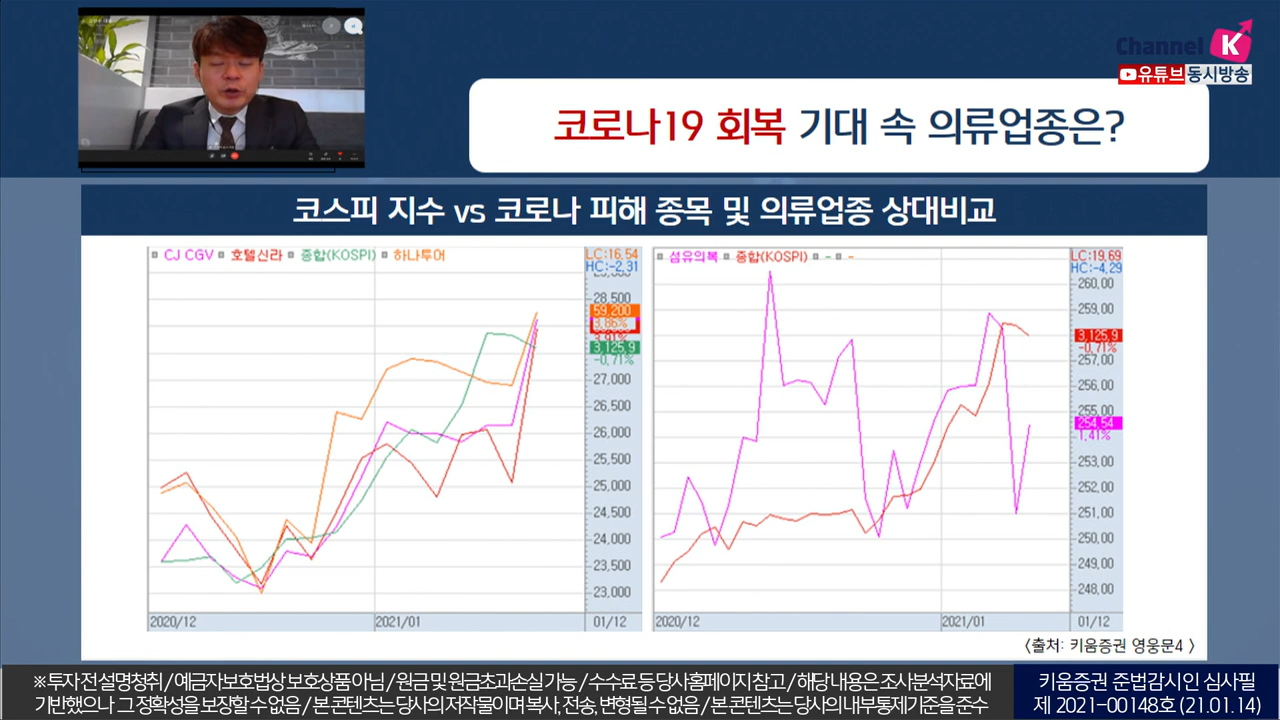 Channel K
유튜브 동시방송
코로나19 회복 기대 속 의류업종은?
코스피 지수 vs 코로나 피해 종목 및 의류업종 상대비교
CJ CGV 호텔신라 종합(KOSPI) 하나투어
LC:16,54
HC:-2,31
28,500
59,200
3,86%
3,91%
3,125,9
-0,71%
27,000
26,500
26,000
25,500
25,000
24,500
24,000
23,500
23,000
2020/12
2021/01
01/12
섬유의복 종합(KOSPI) - -
LC:19,69
HC:-4,29
260,00
259,00
3,125,9
-0,71%
257,00
256,00
255,00
254,54
1,41%
253,00
252,00
251,00
250,00
249,00
248,00
2020/12
2021/01
01/12
〈출처: 키움증권 영웅문4 〉
※ 투자 전 설명청취 / 예금자보호법상 보호상품 아님 / 원금 및 원금초과손실 가능 / 수수료 등 당사홈페이지 참고 / 해당 내용은 조사분석자료에
기반했으나 그 정확성을 보장할 수 없음 / 본 콘텐츠는 당사의 저작물이며 복사, 전송, 변형될 수 없음 / 본 콘텐츠는 당사의 내부통제기준을 준수
키움증권 준법감시인 심사필
제 2021-00148호 (21.01.14)